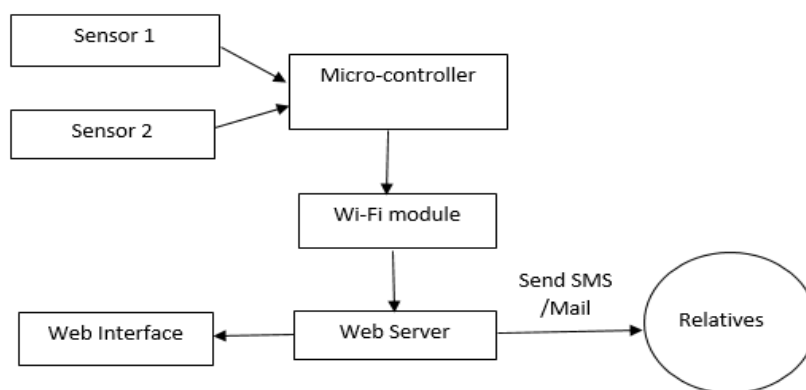 Sensor 1
Micro-controller
Sensor 2
Wi-Fi module
Send SMS
/Mail
Relatives
Web Interface
Web Server